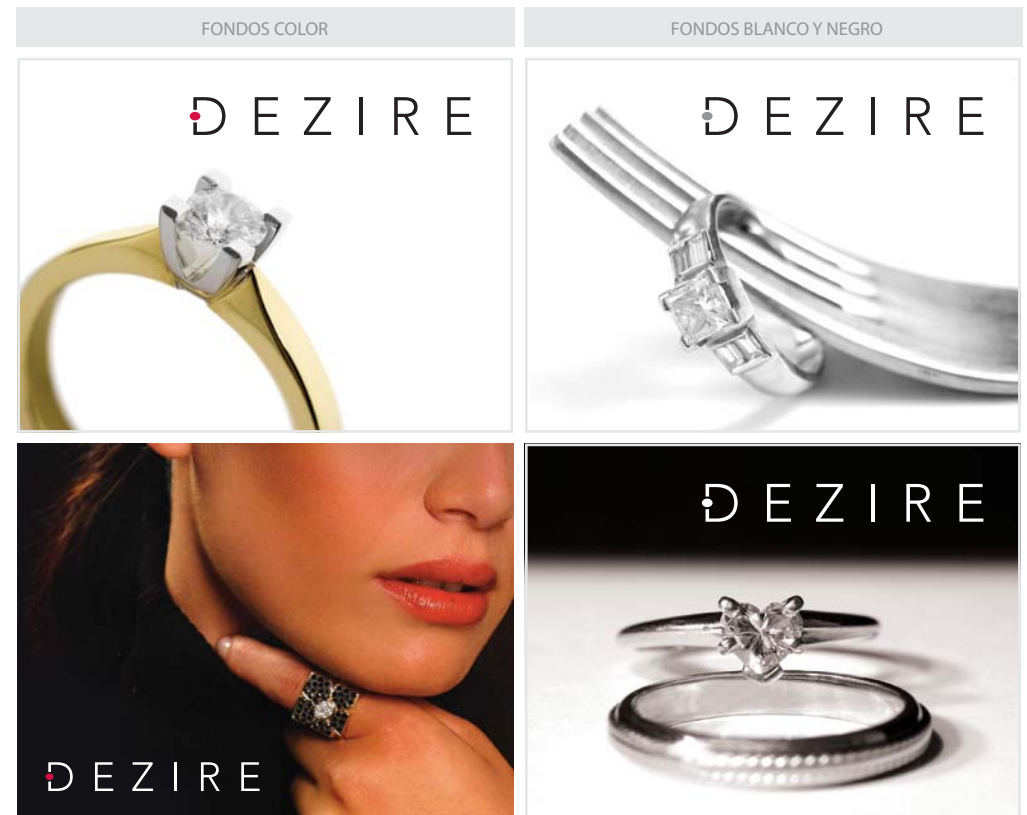 FONDOS COLOR
FONDOS BLANCO Y NEGRO
DEZIRE
DEZIRE
DEZIRE
DEZIRE